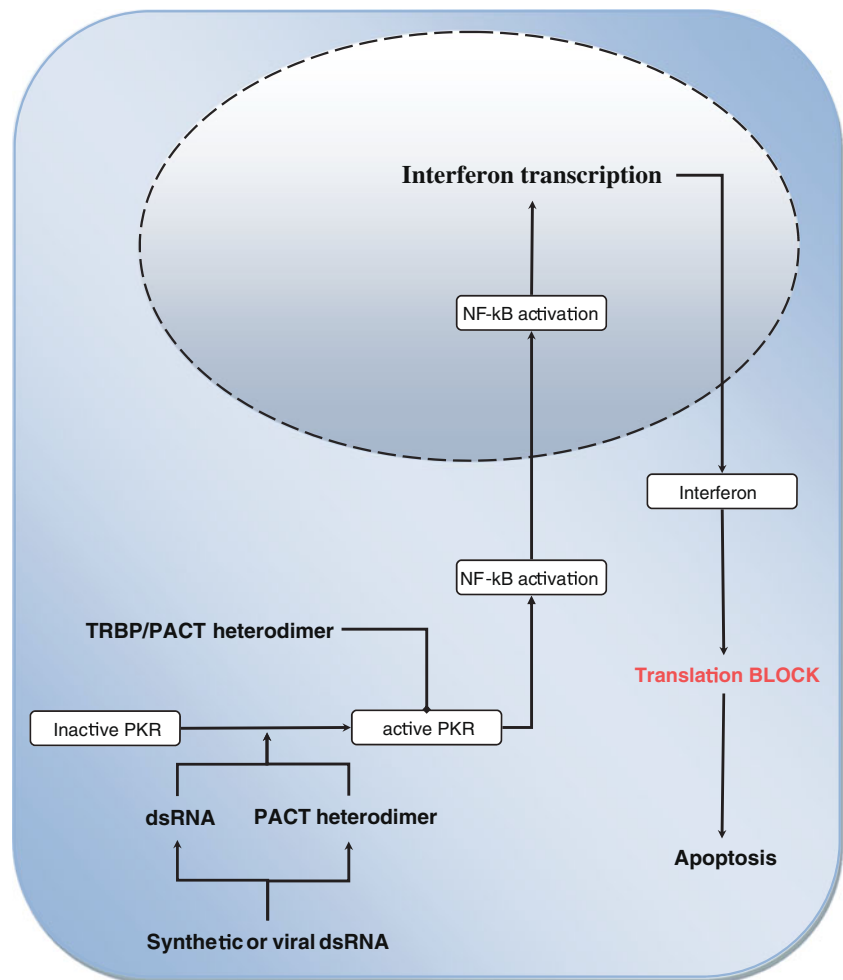 Interferon transcription
NF-kB activation
Interferon
NF-kB activation
TRBP/PACT heterodimer
Translation BLOCK
Inactive PKR
active PKR
dsRNA
PACT heterodimer
Apoptosis
Synthetic or viral dsRNA